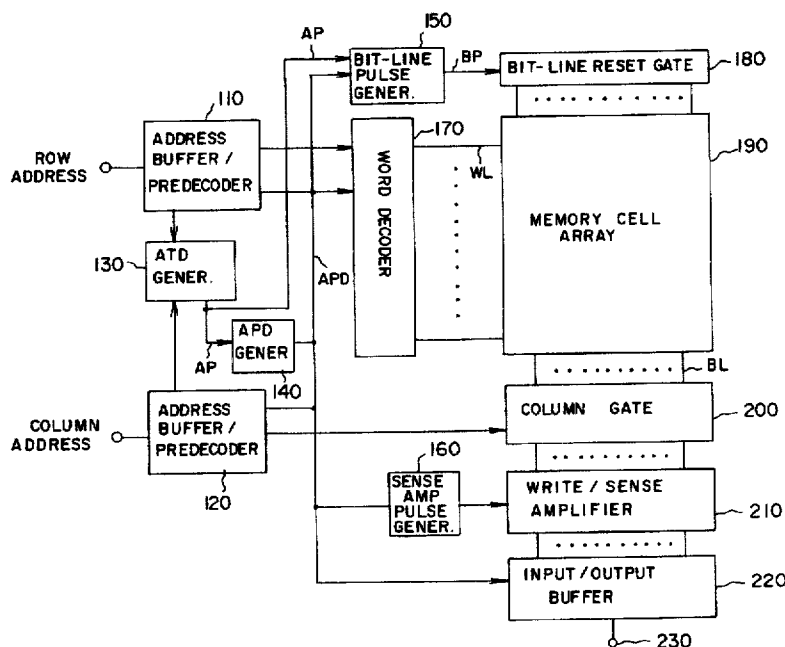 AP
150
BIT-LINE
PULSE
GENER.
BP
BIT-LINE RESET GATE
180
110
170
190
ROW
ADDRESS
ADDRESS
BUFFER /
PREDECODER
WORD DECODER
WL
MEMORY CELL
ARRAY
130
ATD
GENER.
APD
AP
APD
GENER
140
BL
COLUMN
ADDRESS
ADDRESS
BUFFER /
PREDECODER
120
COLUMN GATE
200
160
SENSE
AMP
PULSE
GENER.
WRITE / SENSE
AMPLIFIER
210
INPUT / OUTPUT
BUFFER
220
230